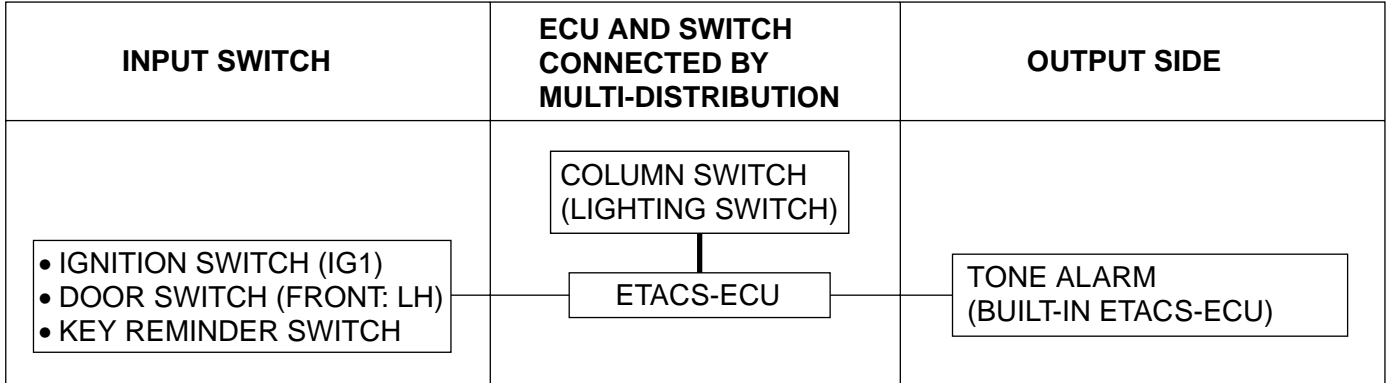 INPUT SWITCH
ECU AND SWITCH
CONNECTED BY
MULTI-DISTRIBUTION
OUTPUT SIDE
• IGNITION SWITCH (IG1)
• DOOR SWITCH (FRONT: LH)
• KEY REMINDER SWITCH
COLUMN SWITCH
(LIGHTING SWITCH)
ETACS-ECU
TONE ALARM
(BUILT-IN ETACS-ECU)